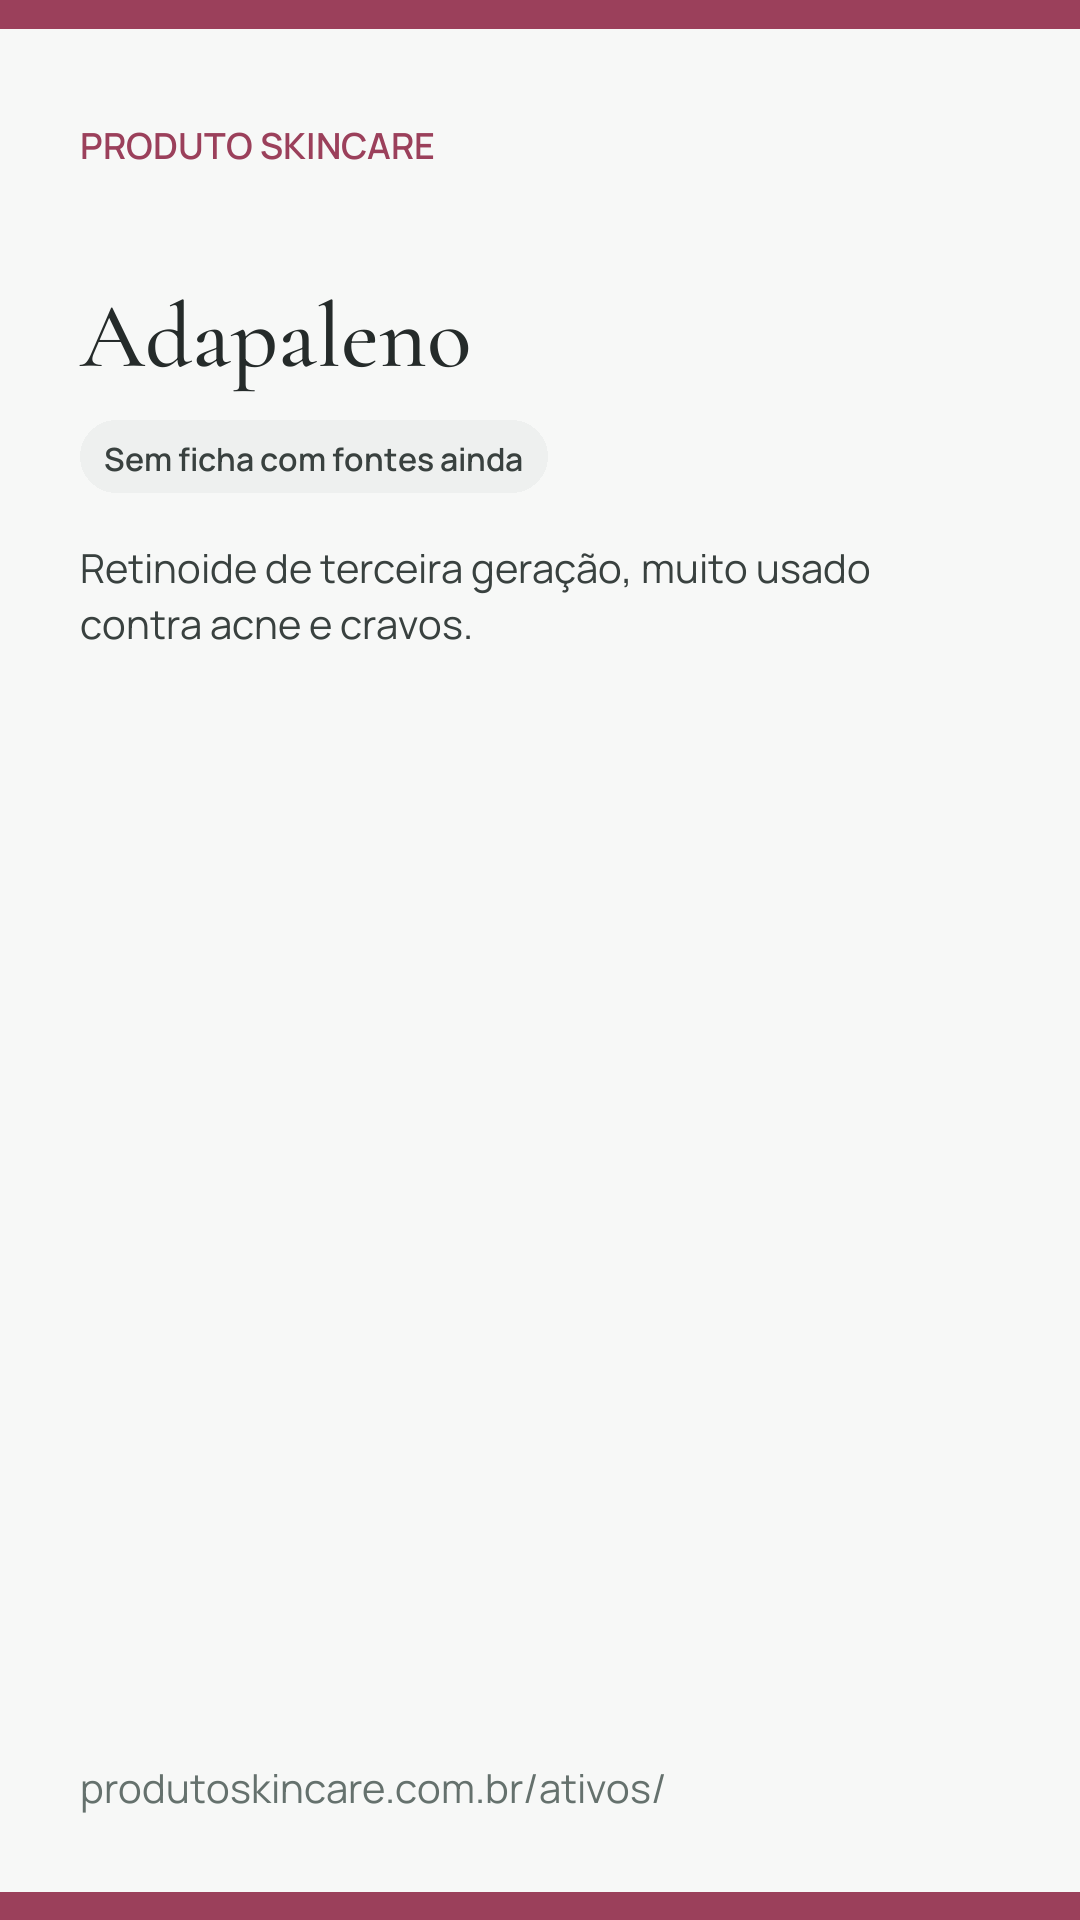 PRODUTO SKINCARE
Adapaleno
Sem ficha com fontes ainda
Retinoide de terceira geração, muito usado
contra acne e cravos.
produtoskincare.com.br/ativos/